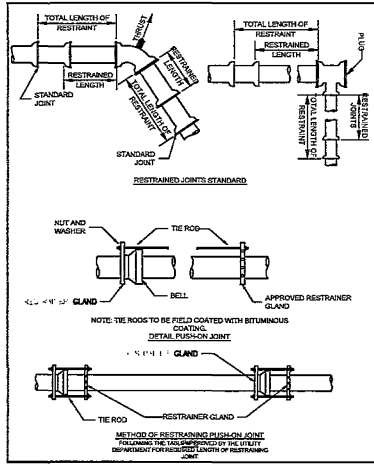 TOTAL LENGTH OF
RESTRAINT
THRUST
RESTRAINED
LENGTH
TOTAL LENGTH OF
RESTRAINT
RESTRAINED
LENGTH
STANDARD
JOINT
STANDARD
JOINT
TOTAL LENGTH OF
RESTRAINT
RESTRAINED
LENGTH
PLUG
RESTRAINED
JOINTS
TOTAL LENGTH OF
RESTRAINT
RESTRAINED JOINTS STANDARD
NUT AND
WASHER
TIE ROD
GLAND
BELL
APPROVED RESTRAINER
GLAND
NOTE: TIE RODS TO BE FIELD COATED WITH BITUMINOUS
COATING.
DETAIL PUSH-ON JOINT
GLAND
TIE ROD
RESTRAINER GLAND
METHOD OF RESTRAINING PUSH-ON JOINT
FOLLOWING THE TABLE APPROVED BY THE UTILITY
DEPARTMENT FOR REQUIRED LENGTH OF RESTRAINING
JOINT.